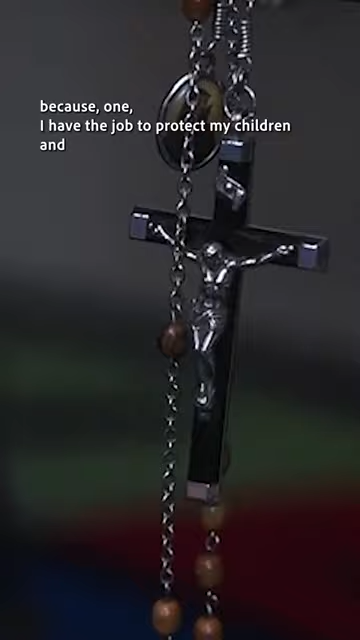 because, one,
I have the job to protect my children
and